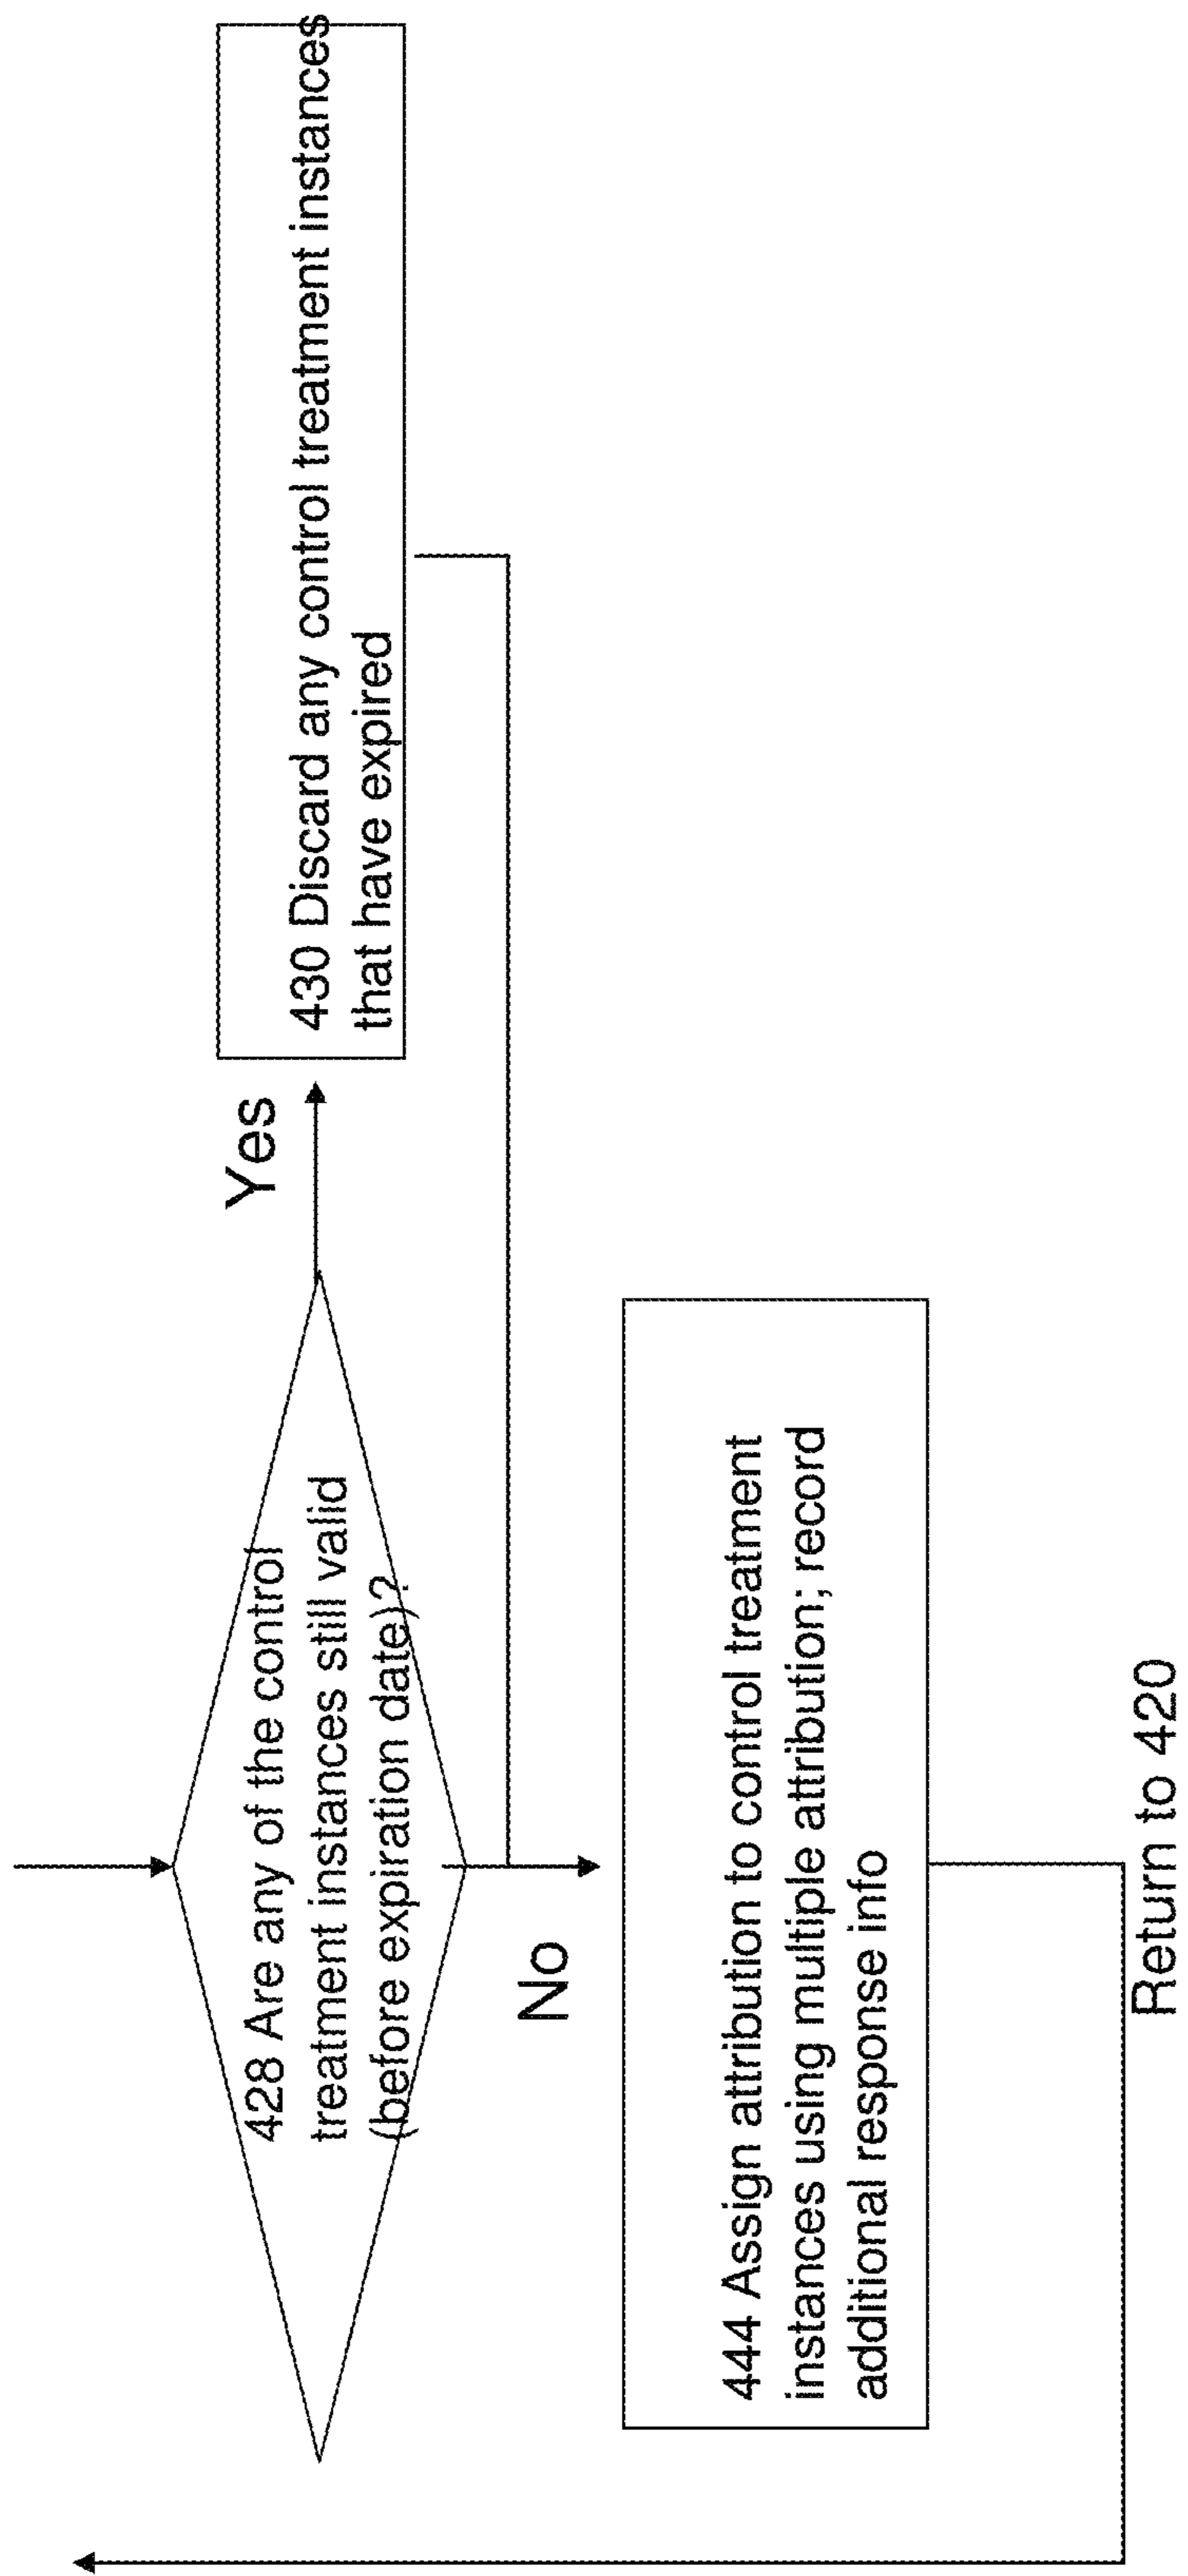 428 Are any of the control
treatment instances still valid
(before expiration date)?
Yes
430 Discard any control treatment instances
that have expired
No
444 Assign attribution to control treatment
instances using multiple attribution; record
additional response info
Return to 420